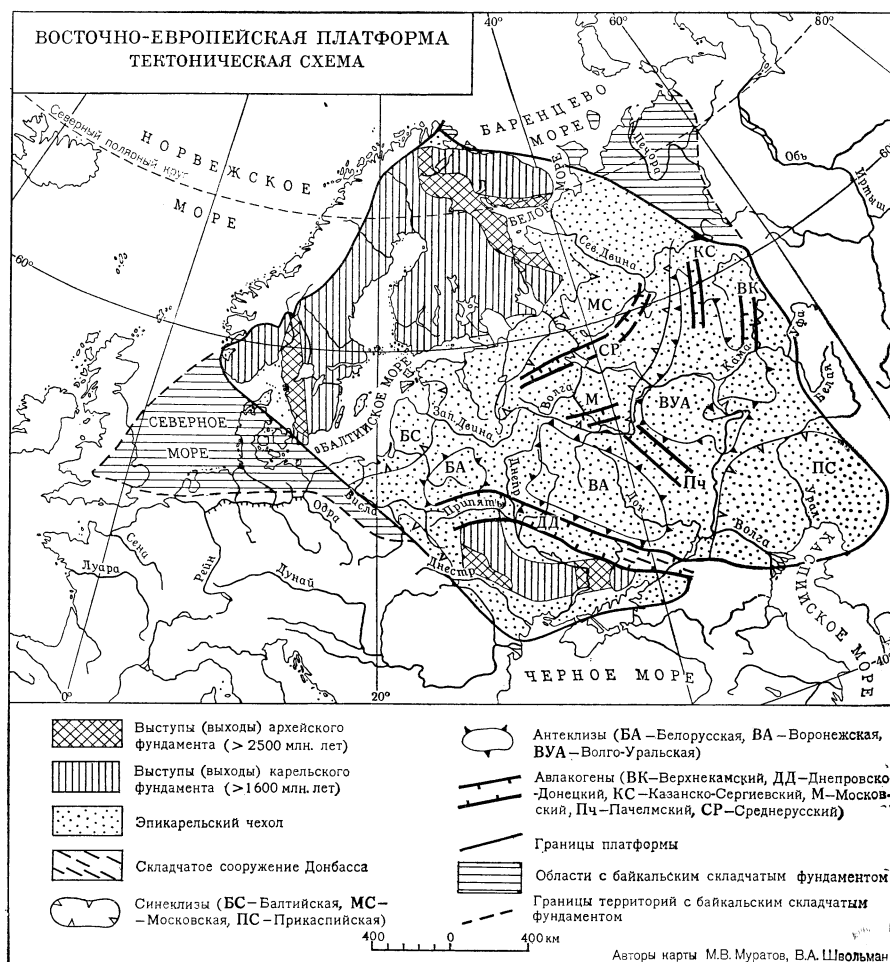 ВОСТОЧНО-ЕВРОПЕЙСКАЯ ПЛАТФОРМА
ТЕКТОНИЧЕСКАЯ СХЕМА
40°
60°
80°
БАРЕНЦЕВО
МОРЕ
Северный полярный круг
НОРВЕЖСКОЕ
МОРЕ
Печора
Обь
Иртыш
60
БЕЛОЕ
МОРЕ
Сев. Двина
КС
ВК
60°
МС
Уфа
СР
Кама
Белая
БАЛТИЙСКОЕ МОРЕ
Волга
М
ВУА
Зап. Двина
СЕВЕРНОЕ
МОРЕ
БС
БА
Днепр
ВА
Дон
Пч
ПС
Урал
Висла
Одра
Припять
ДД
Волга
Сена
Рейн
Луара
Дунай
Днестр
КАСПИЙСКОЕ МОРЕ
ЧЕРНОЕ МОРЕ
40°
0°
20°
Выступы (выходы) архейского
фундамента (> 2500 млн. лет)
Выступы (выходы) карельского
фундамента (>1600 млн. лет)
Эпикарельский чехол
Складчатое сооружение Донбасса
Синеклизы (БС–Балтийская, МС–
–Московская, ПС–Прикаспийская)
Антеклизы (БА–Белорусская, ВА–Воронежская,
ВУА–Волго-Уральская)
Авлакогены (ВК–Верхнекамский, ДД–Днепровско-
-Донецкий, КС–Казанско-Сергиевский, М–Москов-
ский, Пч–Пачелмский, СР–Среднерусский)
Границы платформы
Области с байкальским складчатым фундаментом
Границы территорий с байкальским складчатым
фундаментом
400 0 400 км
Авторы карты М.В. Муратов, В.А. Швольман